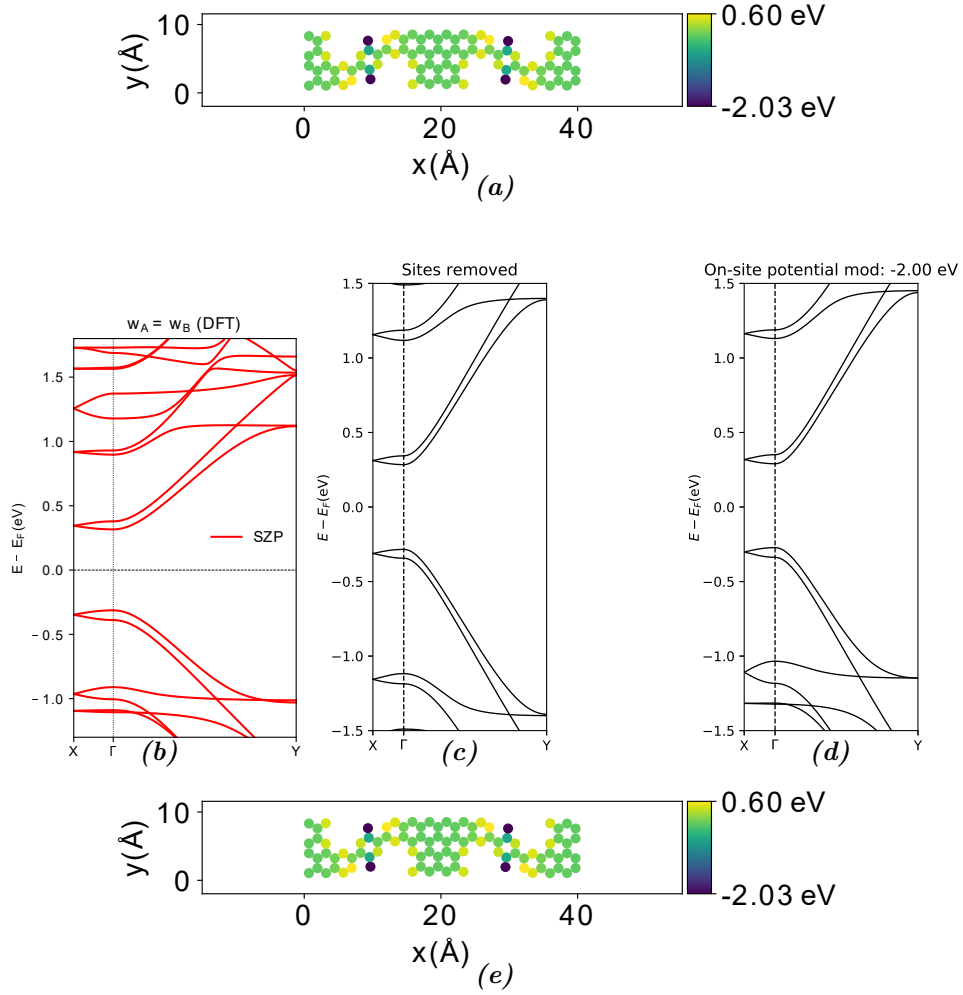 10
0
y(Å)
0 20 40
x(Å)
0.60 eV
-2.03 eV
(a)
w_A = w_B (DFT)
1.5
1.0
0.5
0.0
−0.5
−1.0
E − E_F(eV)
SZP
X Γ Y
(b)
Sites removed
1.5
1.0
0.5
0.0
−0.5
−1.0
−1.5
E − E_F(eV)
X Γ Y
(c)
On-site potential mod: -2.00 eV
1.5
1.0
0.5
0.0
−0.5
−1.0
−1.5
E − E_F(eV)
X Γ Y
(d)
10
0
y(Å)
0 20 40
x(Å)
0.60 eV
-2.03 eV
(e)